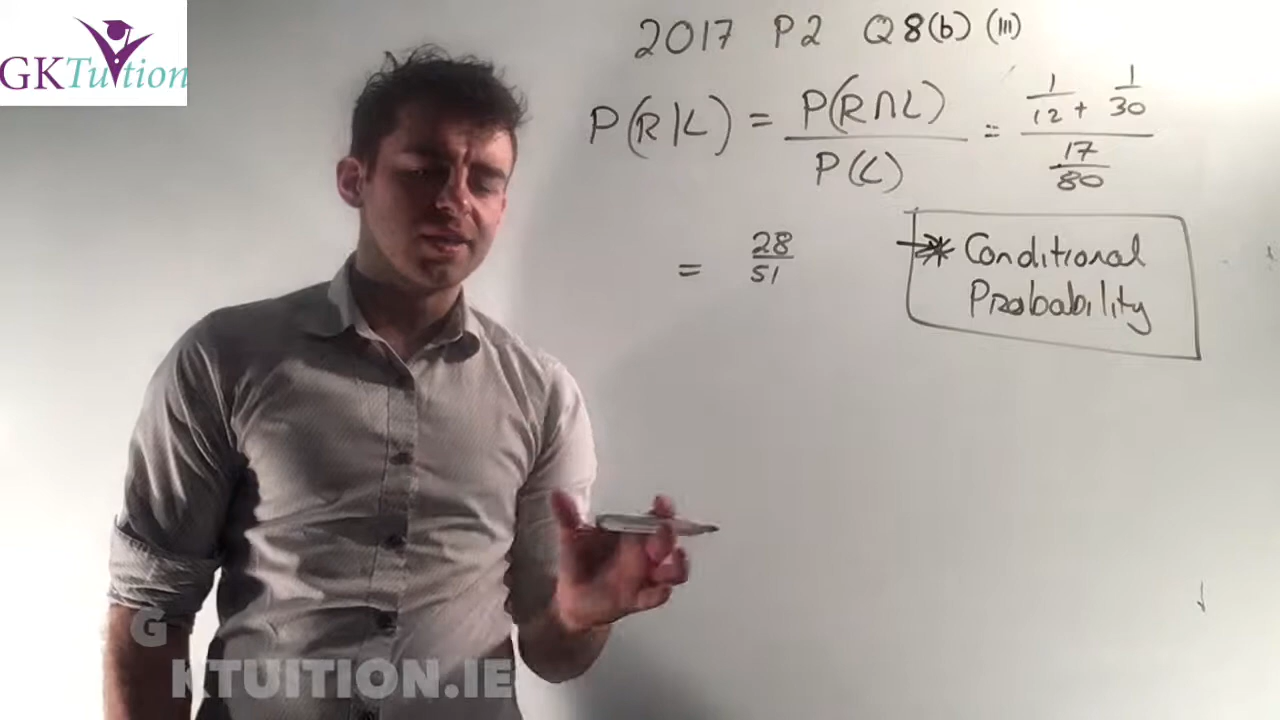 GKTuition
2017 P2 Q8(b) (III)
P(R|L) = P(R∩L) / P(L) = (1/12 + 1/30) / (17/80)
= 28/51
* Conditional
Probability
G
KTUITION.IE